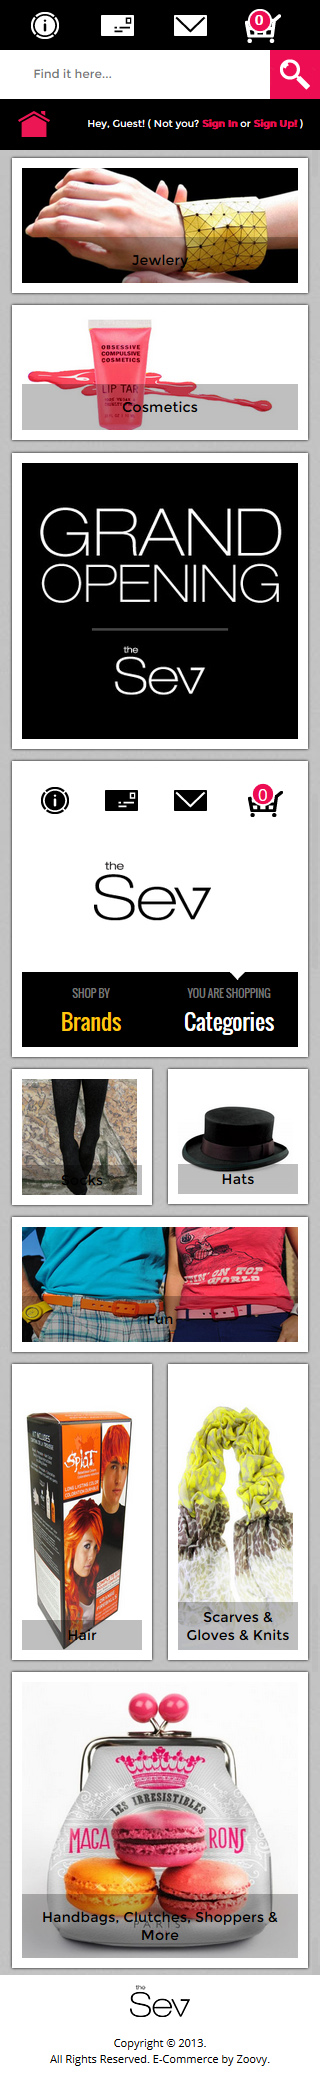 0
Find it here...
Hey, Guest! ( Not you? Sign In or Sign Up! )
Jewlery
OBSESSIVE
COMPULSIVE
COSMETICS
LIP TAR
Cosmetics
GRAND
OPENING
the
Sev
0
the
Sev
SHOP BY
YOU ARE SHOPPING
Brands
Categories
Socks
Hats
TOP
WORLD
Fun
Splat
Hair
Scarves &
Gloves & Knits
LES IRRESISTIBLES
MACA RONS
Handbags, Clutches, Shoppers &
PARIS
More
the
Sev
Copyright © 2013.
All Rights Reserved. E-Commerce by Zoovy.